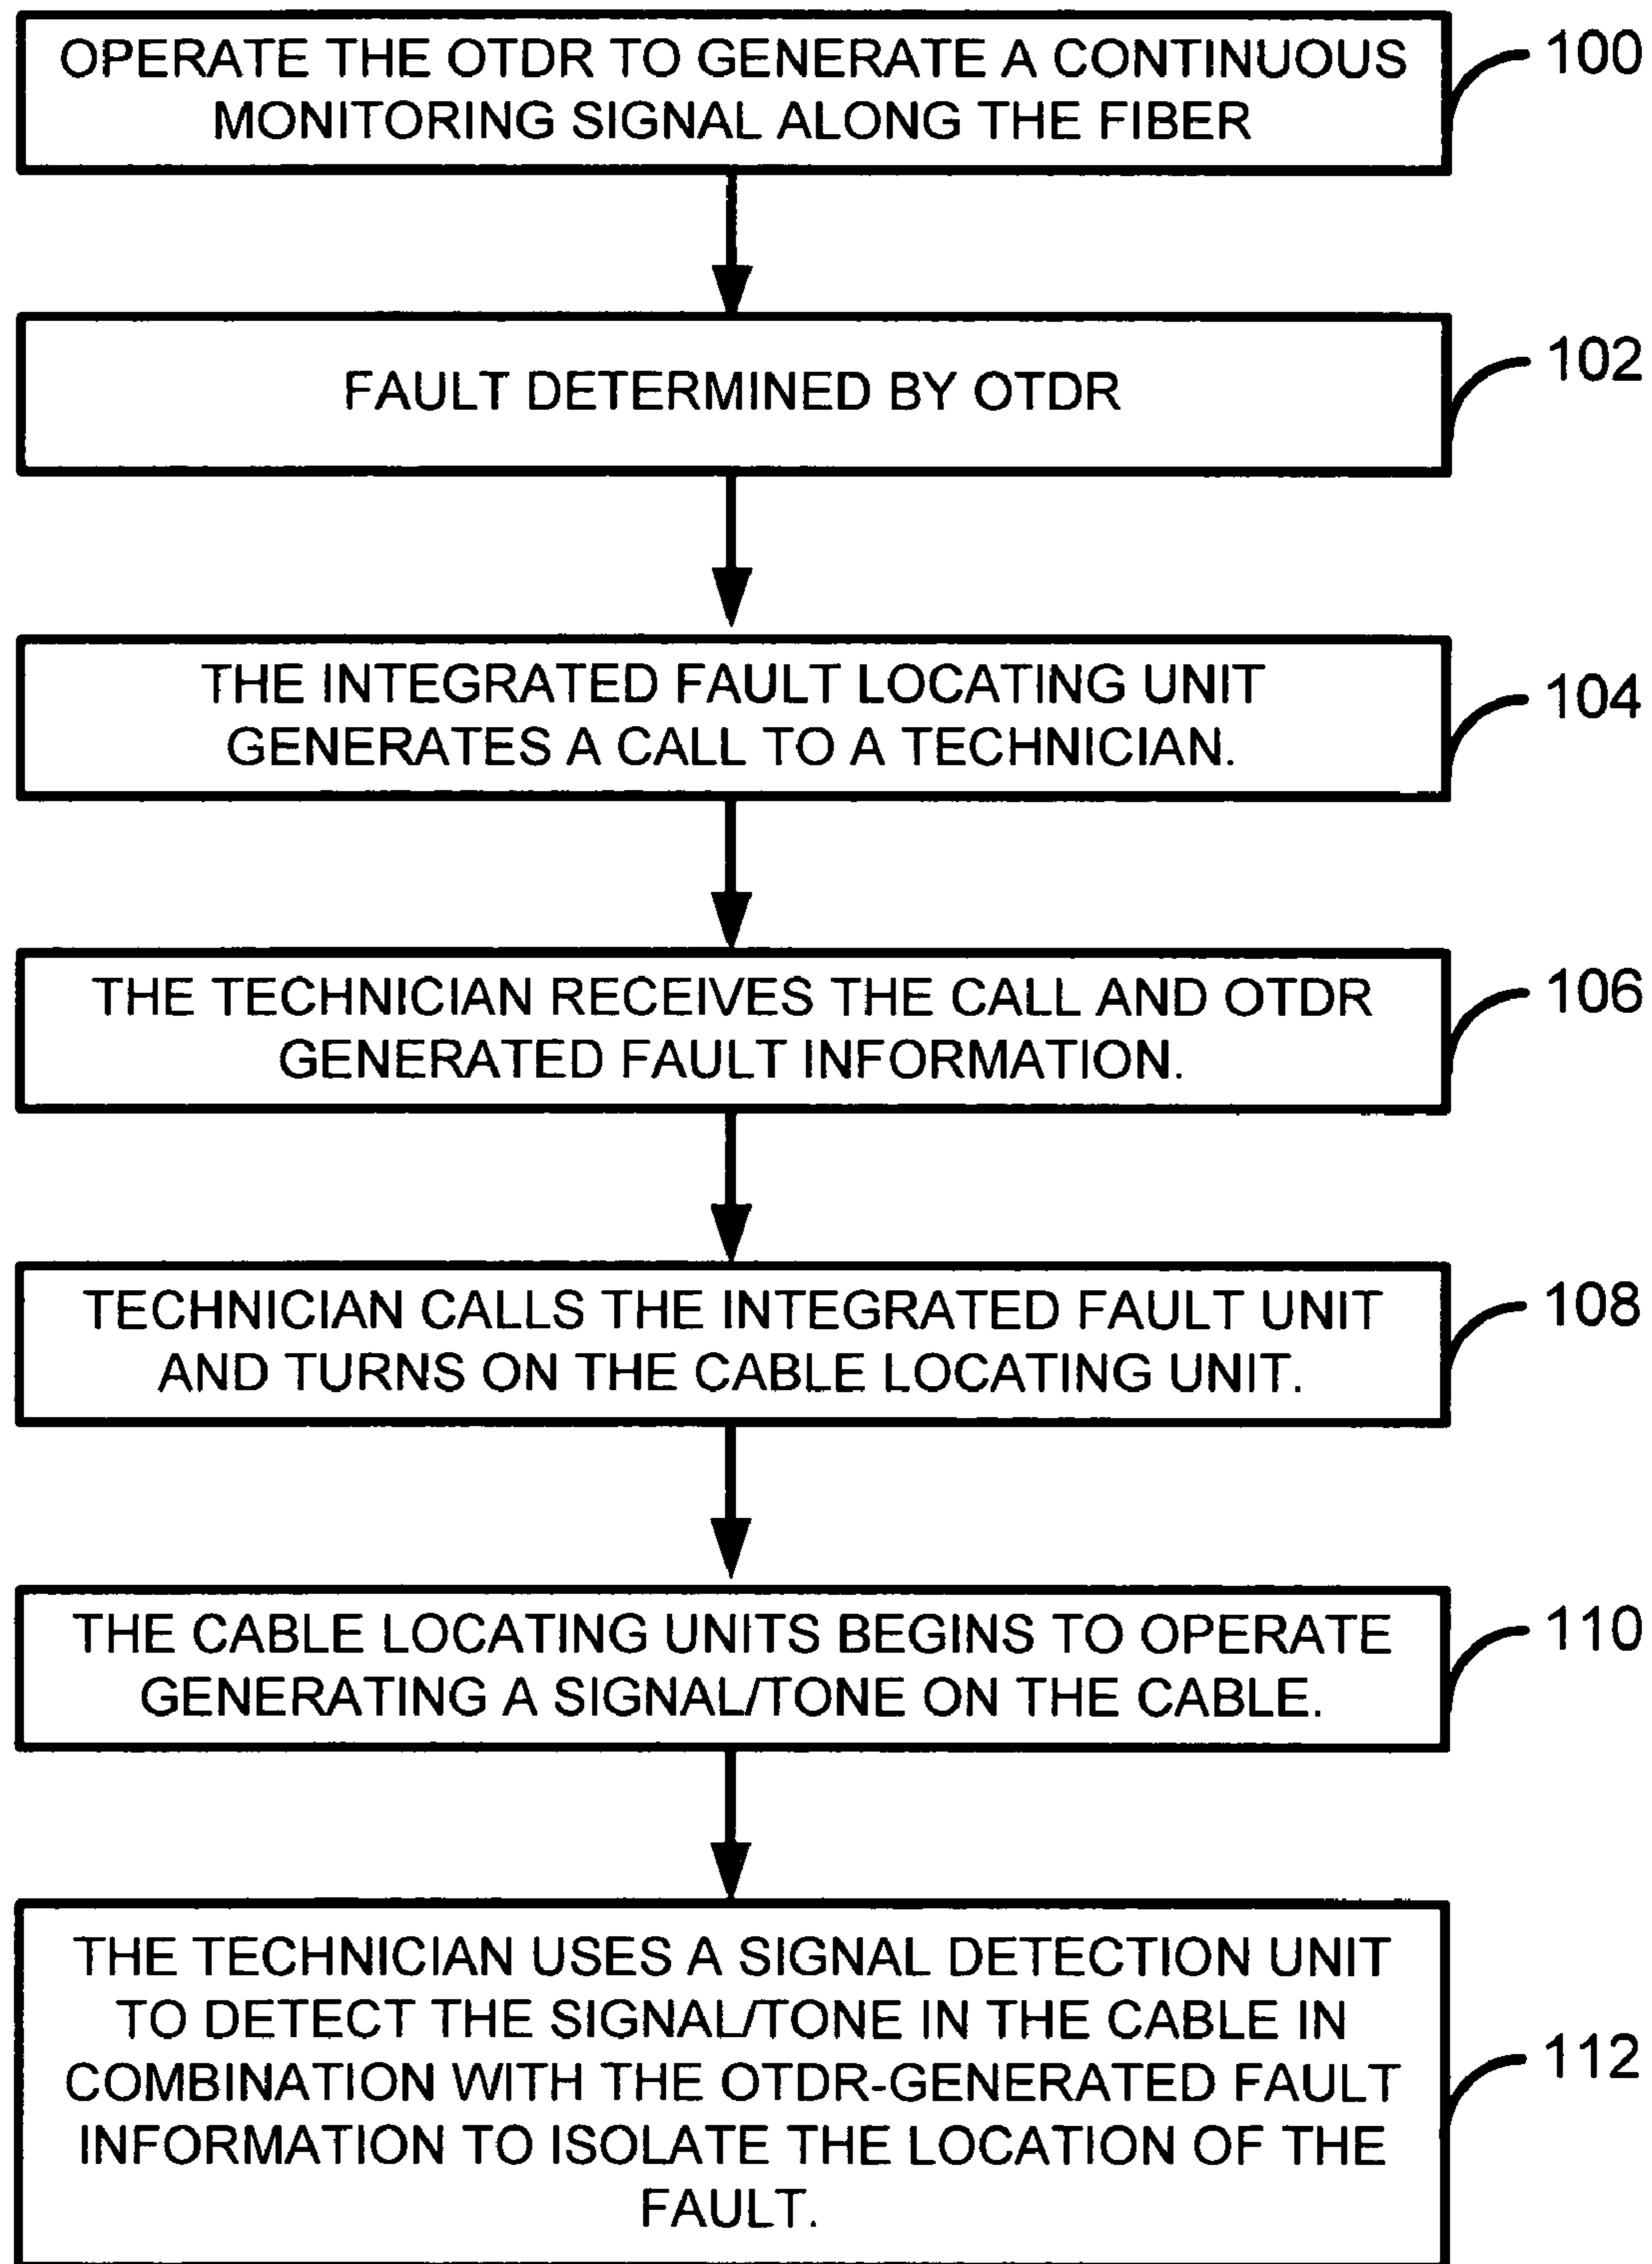 OPERATE THE OTDR TO GENERATE A CONTINUOUS
MONITORING SIGNAL ALONG THE FIBER
100
FAULT DETERMINED BY OTDR
102
THE INTEGRATED FAULT LOCATING UNIT
GENERATES A CALL TO A TECHNICIAN.
104
THE TECHNICIAN RECEIVES THE CALL AND OTDR
GENERATED FAULT INFORMATION.
106
TECHNICIAN CALLS THE INTEGRATED FAULT UNIT
AND TURNS ON THE CABLE LOCATING UNIT.
108
THE CABLE LOCATING UNITS BEGINS TO OPERATE
GENERATING A SIGNAL/TONE ON THE CABLE.
110
THE TECHNICIAN USES A SIGNAL DETECTION UNIT
TO DETECT THE SIGNAL/TONE IN THE CABLE IN
COMBINATION WITH THE OTDR-GENERATED FAULT
INFORMATION TO ISOLATE THE LOCATION OF THE
FAULT.
112